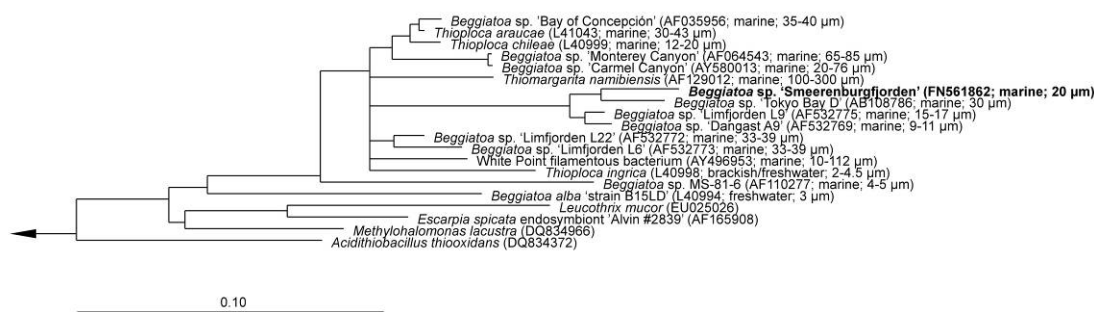 Beggiatoa sp. 'Bay of Concepción' (AF035956; marine; 35-40 µm)
Thioploca araucae (L41043; marine; 30-43 µm)
Thioploca chileae (L40999; marine; 12-20 µm)
Beggiatoa sp. 'Monterey Canyon' (AF064543; marine; 65-85 µm)
Beggiatoa sp. 'Carmel Canyon' (AY580013; marine; 20-76 µm)
Thiomargarita namibiensis (AF129012; marine; 100-300 µm)
Beggiatoa sp. 'Smeerenburgfjorden' (FN561862; marine; 20 µm)
Beggiatoa sp. 'Tokyo Bay D' (AB108786; marine; 30 µm)
Beggiatoa sp. 'Limfjorden L9' (AF532775; marine; 15-17 µm)
Beggiatoa sp. 'Dangast A9' (AF532769; marine; 9-11 µm)
Beggiatoa sp. 'Limfjorden L22' (AF532772; marine; 33-39 µm)
Beggiatoa sp. 'Limfjorden L6' (AF532773; marine; 33-39 µm)
White Point filamentous bacterium (AY496953; marine; 10-112 µm)
Thioploca ingrica (L40998; brackish/freshwater; 2-4.5 µm)
Beggiatoa sp. MS-81-6 (AF110277; marine; 4-5 µm)
Beggiatoa alba 'strain B15LD' (L40994; freshwater; 3 µm)
Leucothrix mucor (EU025026)
Escarpia spicata endosymbiont 'Alvin #2839' (AF165908)
Methylohalomonas lacustra (DQ834966)
Acidithiobacillus thiooxidans (DQ834372)
0.10